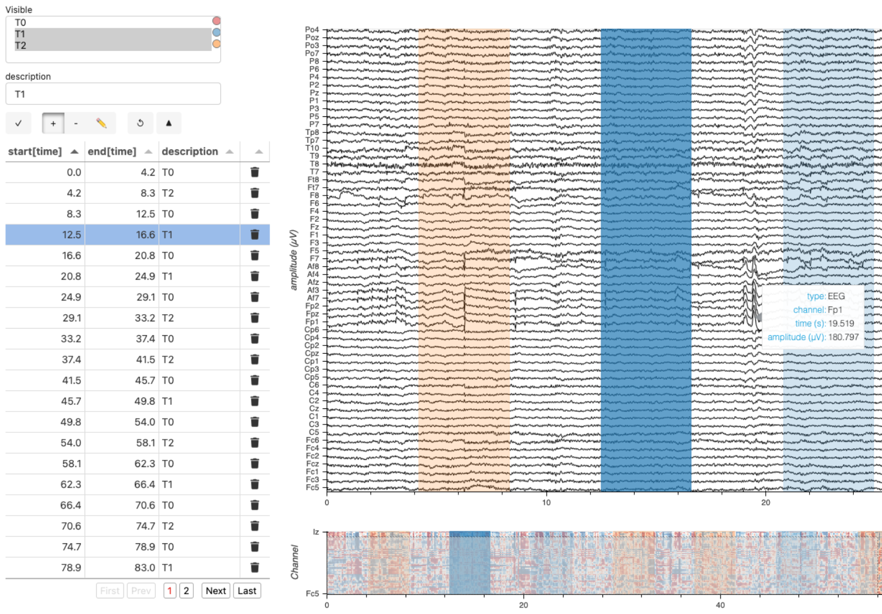 Visible
T0
T1
T2
description
T1
+ -
start[time] end[time] description
0.0 4.2 T0
4.2 8.3 T2
8.3 12.5 T0
12.5 16.6 T1
16.6 20.8 T0
20.8 24.9 T1
24.9 29.1 T0
29.1 33.2 T2
33.2 37.4 T0
37.4 41.5 T2
41.5 45.7 T0
45.7 49.8 T1
49.8 54.0 T0
54.0 58.1 T2
58.1 62.3 T0
62.3 66.4 T1
66.4 70.6 T0
70.6 74.7 T2
74.7 78.9 T0
78.9 83.0 T1
First Prev 1 2 Next Last
amplitude (μV)
Po4
Poz
Po3
Po7
P8
P6
P4
P2
Pz
P1
P3
P5
P7
Tp8
Tp7
T10
T9
T8
T7
Ft8
Ft7
F8
F6
F4
F2
Fz
F1
F3
F5
F7
Af8
Af4
Afz
Af3
Af7
Fp2
Fpz
Fp1
Cp6
Cp4
Cp2
Cpz
Cp1
Cp3
Cp5
C6
C4
C2
Cz
C1
C3
C5
Fc6
Fc4
Fc2
Fcz
Fc1
Fc3
Fc5
0 10 20
type: EEG
channel: Fp1
time (s): 19.519
amplitude (μV): 180.797
Channel
Iz
Fc5
0 20 40